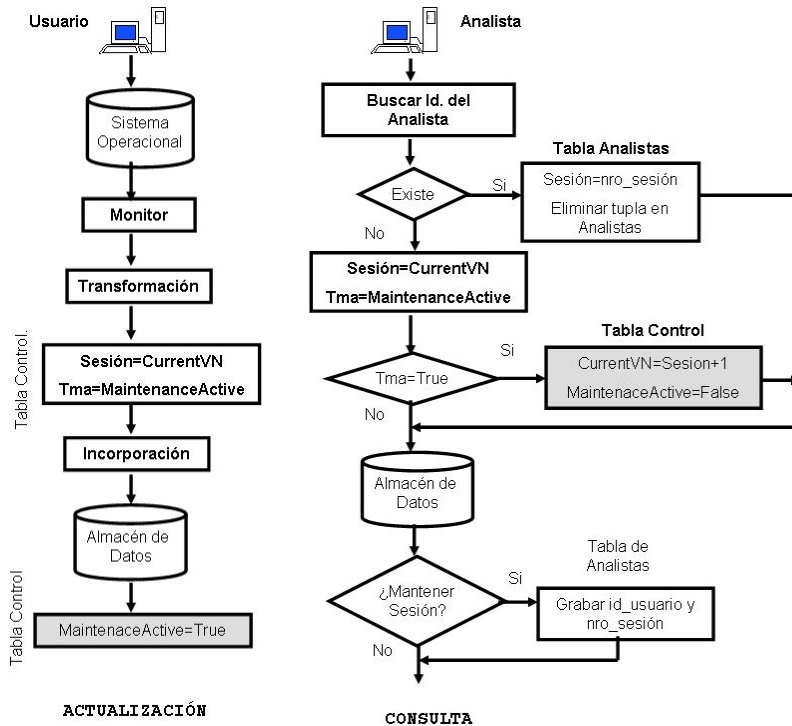 Usuario
Sistema
Operacional
Monitor
Transformación
Tabla Control.
Sesión=CurrentVN
Tma=MaintenanceActive
Incorporación
Almacén de
Datos
Tabla Control
MaintenaceActive=True
ACTUALIZACIÓN
Analista
Buscar Id. del
Analista
Existe
Si
No
Tabla Analistas
Sesión=nro_sesión
Eliminar tupla en
Analistas
Sesión=CurrentVN
Tma=MaintenanceActive
Tma=True
Si
No
Tabla Control
CurrentVN=Sesion+1
MaintenaceActive=False
Almacén de
Datos
¿Mantener
Sesión?
Si
No
Tabla de
Analistas
Grabar id_usuario y
nro_sesión
CONSULTA